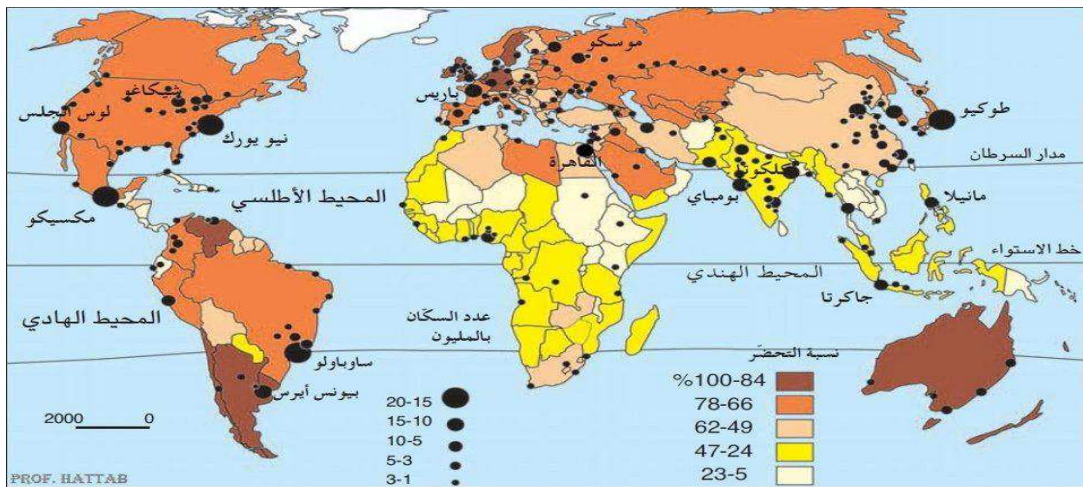 موسكو
شيكاغو
باريس
لوس انجلس
طوكيو
نيو يورك
القاهرة
كلكوتا
مدار السرطان
المحيط الأطلسي
بومباي
مانيلا
مكسيكو
خط الاستواء
المحيط الهندي
جاكرتا
المحيط الهادي
عدد السكّان
بالمليون
نسبة التحضّر
ساوباولو
%100-84
بيونس أيرس
20-15
78-66
2000 0
15-10
62-49
10-5
47-24
5-3
23-5
3-1
PROF. HATTAB